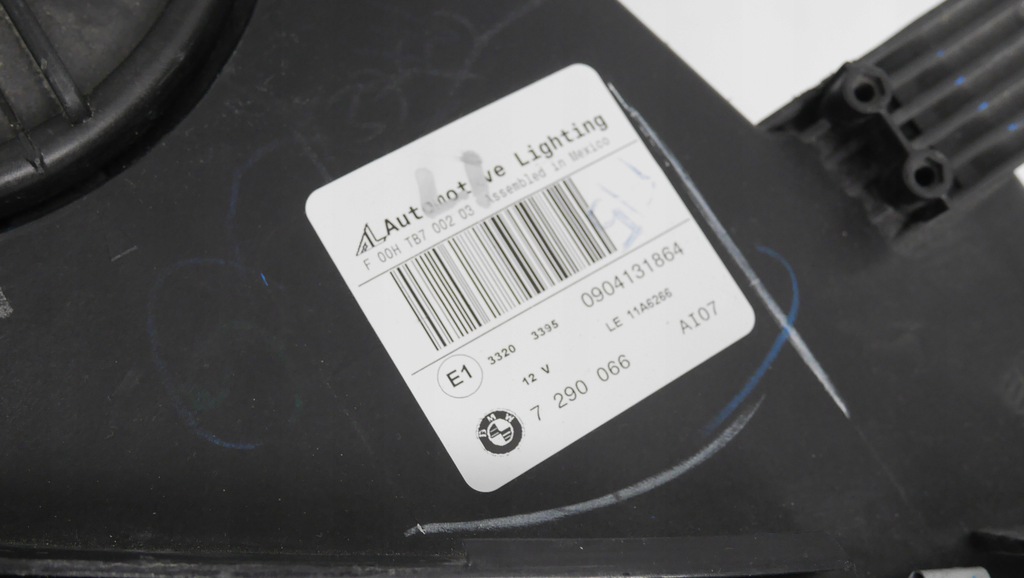 AL Automotive Lighting
F 00H TB7 002 03 Assembled in Mexico
0904131864
E1 3320 3395 LE 11A6266
12 V AI07
BMW 7 290 066